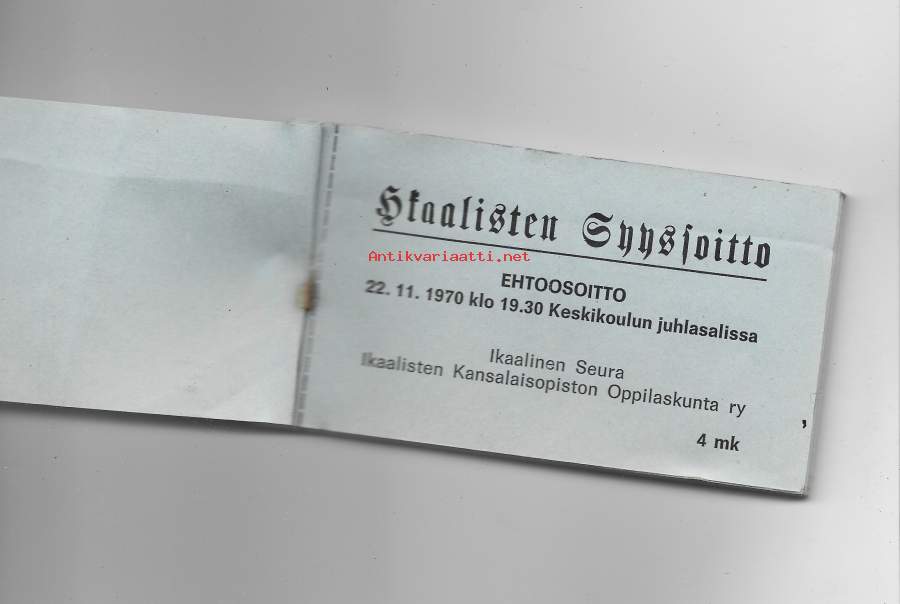 Ikaalisten Syyssoitto
Antikvariaatti.net
EHTOOSOITTO
22. 11. 1970 klo 19.30 Keskikoulun juhlasalissa
Ikaalinen Seura
Ikaalisten Kansalaisopiston Oppilaskunta ry
4 mk